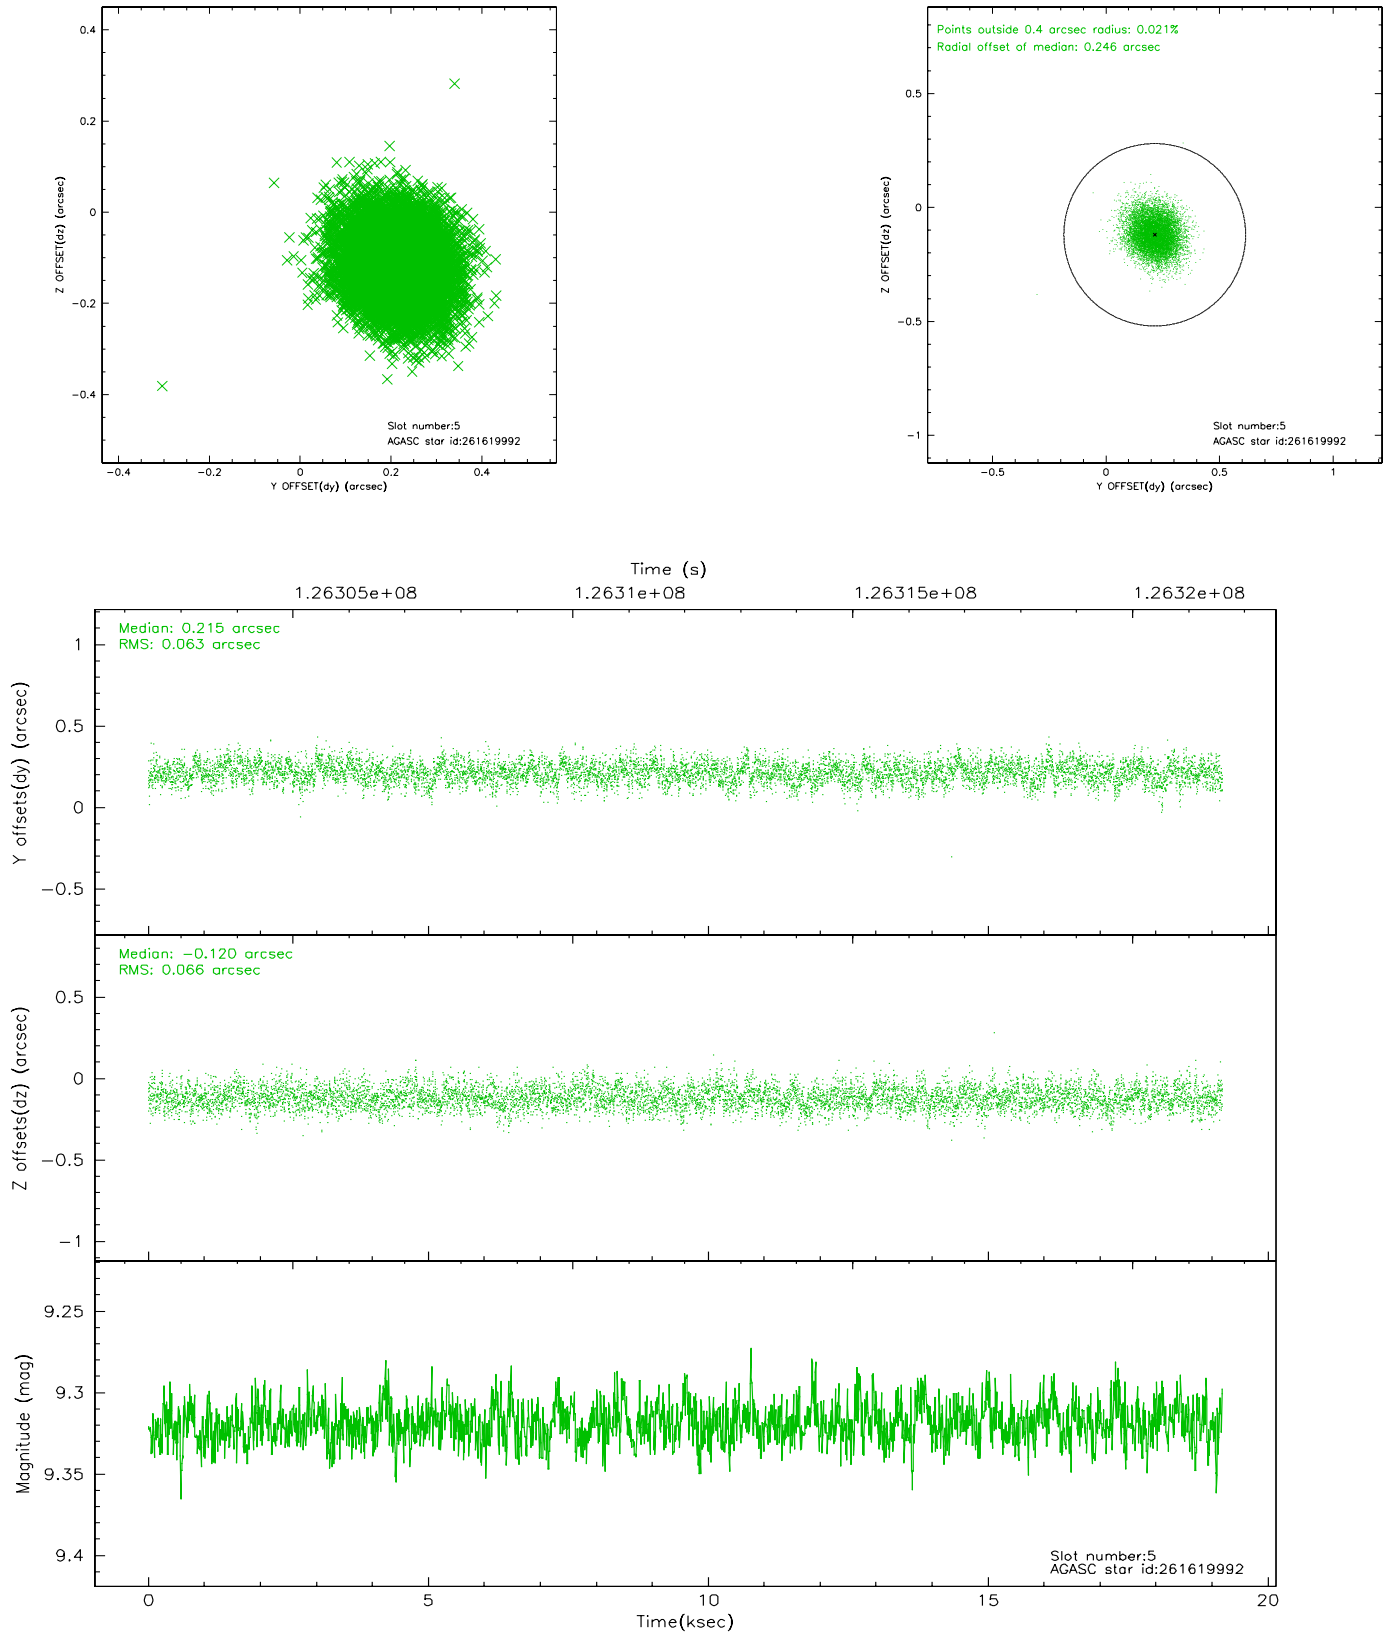 0.4
0.2
0
−0.2
−0.4
Z OFFSET(dz) (arcsec)
Slot number:5
AGASC star id:261619992
−0.4
−0.2
0
0.2
0.4
Y OFFSET(dy) (arcsec)
Points outside 0.4 arcsec radius: 0.021%
Radial offset of median: 0.246 arcsec
0.5
0
−0.5
−1
Z OFFSET(dz) (arcsec)
Slot number:5
AGASC star id:261619992
−0.5
0
0.5
1
Y OFFSET(dy) (arcsec)
Time (s)
1.26305e+08
1.2631e+08
1.26315e+08
1.2632e+08
Median: 0.215 arcsec
RMS: 0.063 arcsec
1
0.5
0
−0.5
Y offsets(dy) (arcsec)
Median: −0.120 arcsec
RMS: 0.066 arcsec
0.5
0
−0.5
−1
Z offsets(dz) (arcsec)
9.25
9.3
9.35
9.4
Magnitude (mag)
Slot number:5
AGASC star id:261619992
0
5
10
15
20
Time(ksec)